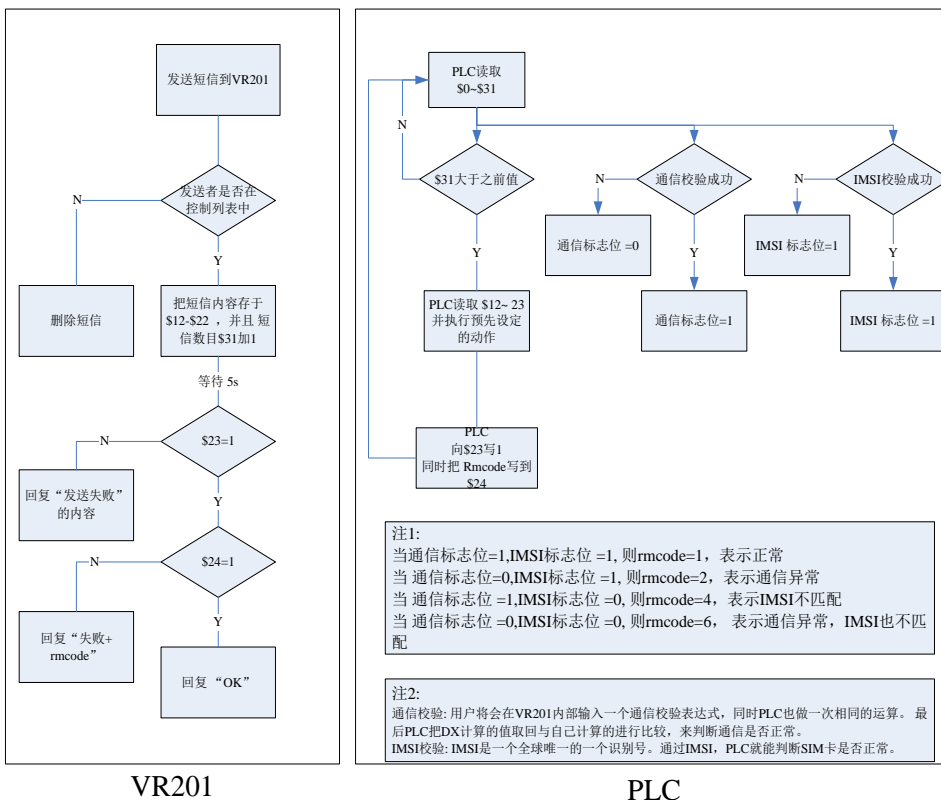 发送短信到VR201
发送者是否在
控制列表中
N
Y
删除短信
把短信内容存于
$12-$22 ，并且 短
信数目$31加1
等待 5s
$23=1
N
Y
回复“发送失败”
的内容
$24=1
N
Y
回复“失败+
rmcode”
回复 “OK”
VR201
PLC读取
$0~$31
N
$31大于之前值
N
通信校验成功
N
IMSI校验成功
通信标志位 =0
IMSI 标志位=1
Y
Y
Y
PLC读取 $12~ 23
并执行预先设定
的动作
通信标志位=1
IMSI 标志位 =1
PLC
向$23写1
同时把 Rmcode写到
$24
注1:
当通信标志位=1,IMSI标志位 =1, 则rmcode=1，表示正常
当 通信标志位=0,IMSI标志位 =1, 则rmcode=2，表示通信异常
当 通信标志位 =1,IMSI标志位 =0, 则rmcode=4，表示IMSI不匹配
当 通信标志位 =0,IMSI标志位 =0, 则rmcode=6， 表示通信异常，IMSI也不匹
配
注2:
通信校验: 用户将会在VR201内部输入一个通信校验表达式，同时PLC也做一次相同的运算。 最
后PLC把DX计算的值取回与自己计算的进行比较，来判断通信是否正常。
IMSI校验: IMSI是一个全球唯一的一个识别号。通过IMSI，PLC就能判断SIM卡是否正常。
PLC